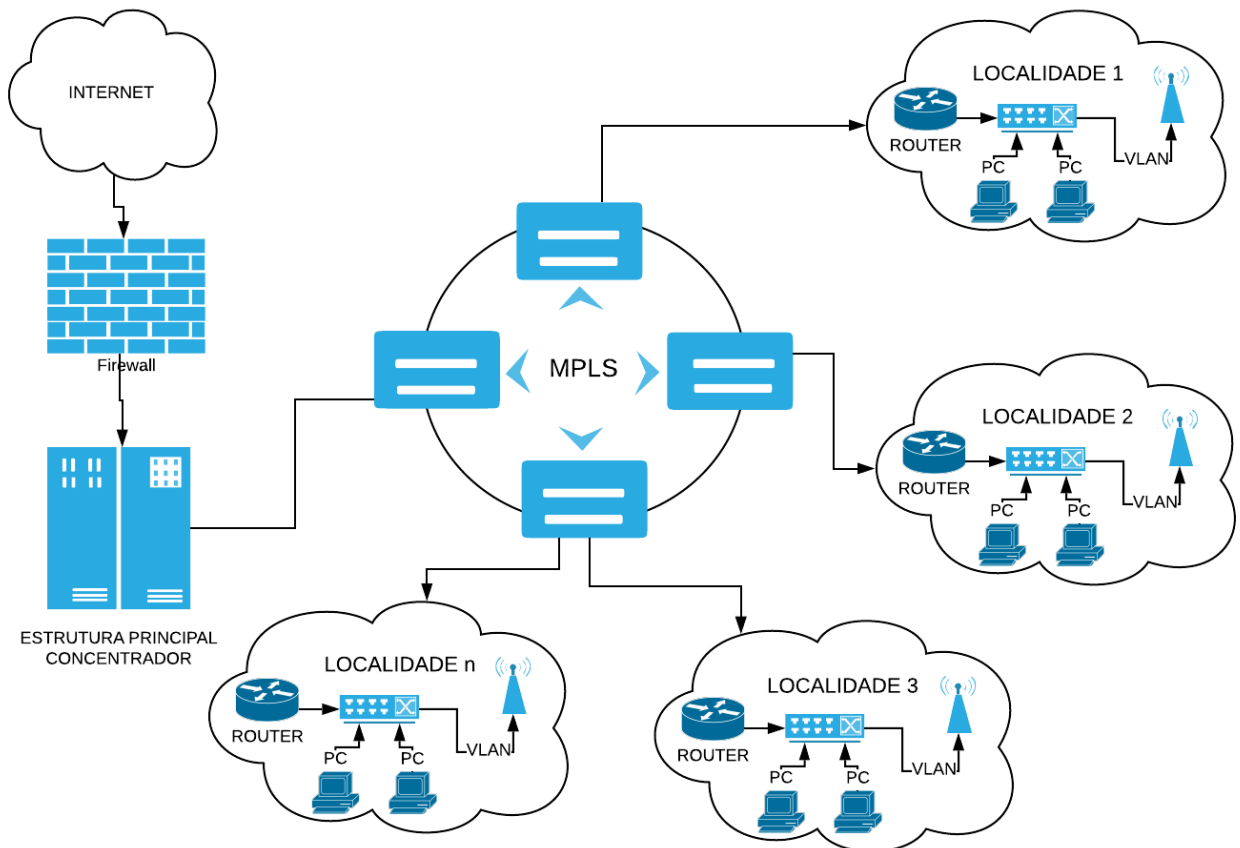 INTERNET
Firewall
ESTRUTURA PRINCIPAL
CONCENTRADOR
MPLS
LOCALIDADE 1
ROUTER
PC
PC
VLAN
LOCALIDADE 2
ROUTER
PC
PC
VLAN
LOCALIDADE n
ROUTER
PC
PC
VLAN
LOCALIDADE 3
ROUTER
PC
PC
VLAN